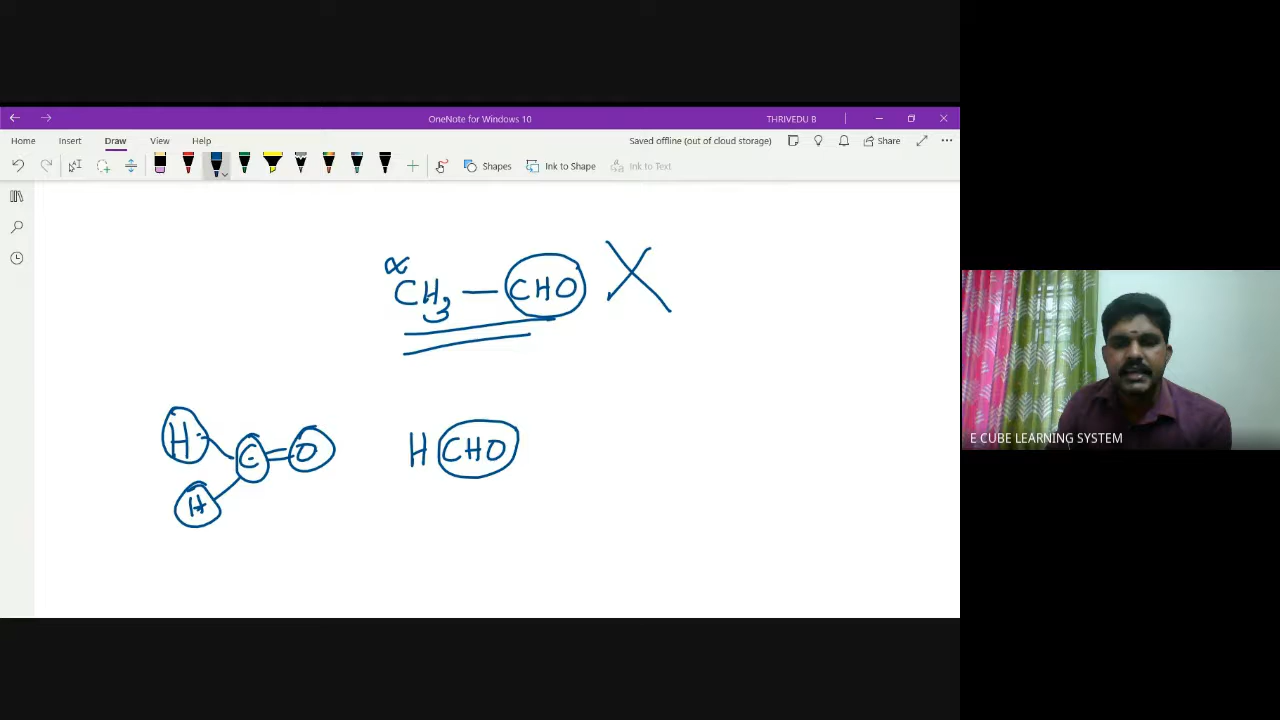 OneNote for Windows 10
THRIVEDU B
Home Insert Draw View Help
Saved offline (out of cloud storage)
Share
Shapes
Ink to Shape
Ink to Text
α
CH₃ — CHO X
H C = O
H
H CHO
E CUBE LEARNING SYSTEM